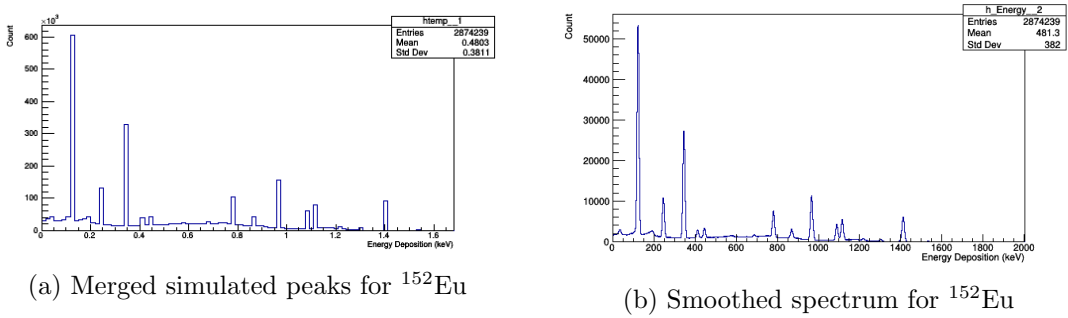 ×10³
htemp__1
Entries 2874239
Mean 0.4803
Std Dev 0.3811
Count
600
500
400
300
200
100
0
0 0.2 0.4 0.6 0.8 1 1.2 1.4 1.6
Energy Deposition (keV)
(a) Merged simulated peaks for ¹⁵²Eu
h_Energy__2
Entries 2874239
Mean 481.3
Std Dev 382
Count
50000
40000
30000
20000
10000
0
0 200 400 600 800 1000 1200 1400 1600 1800 2000
Energy Deposition (keV)
(b) Smoothed spectrum for ¹⁵²Eu